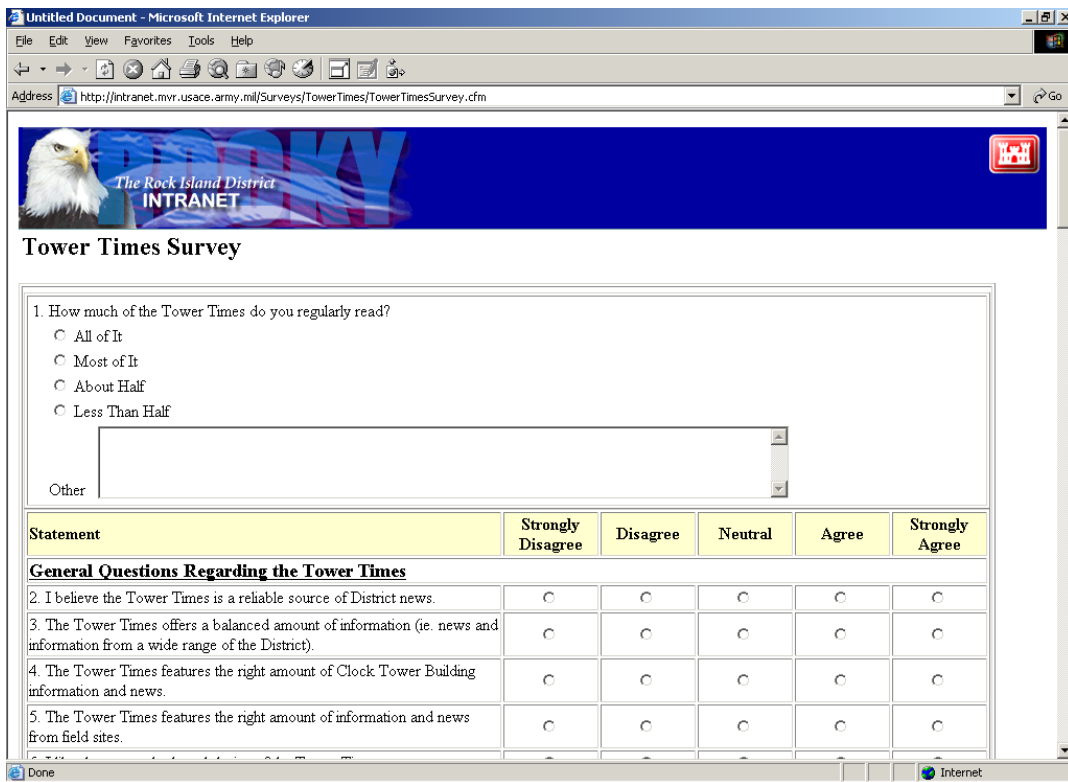 Untitled Document - Microsoft Internet Explorer
File Edit View Favorites Tools Help
Address http://intranet.mvr.usace.army.mil/Surveys/TowerTimes/TowerTimesSurvey.cfm Go
ROCKY
The Rock Island District
INTRANET
Tower Times Survey
1. How much of the Tower Times do you regularly read?
All of It
Most of It
About Half
Less Than Half
Other
Statement Strongly Disagree Disagree Neutral Agree Strongly Agree
General Questions Regarding the Tower Times
2. I believe the Tower Times is a reliable source of District news.
3. The Tower Times offers a balanced amount of information (ie. news and
information from a wide range of the District).
4. The Tower Times features the right amount of Clock Tower Building
information and news.
5. The Tower Times features the right amount of information and news
from field sites.
Done Internet